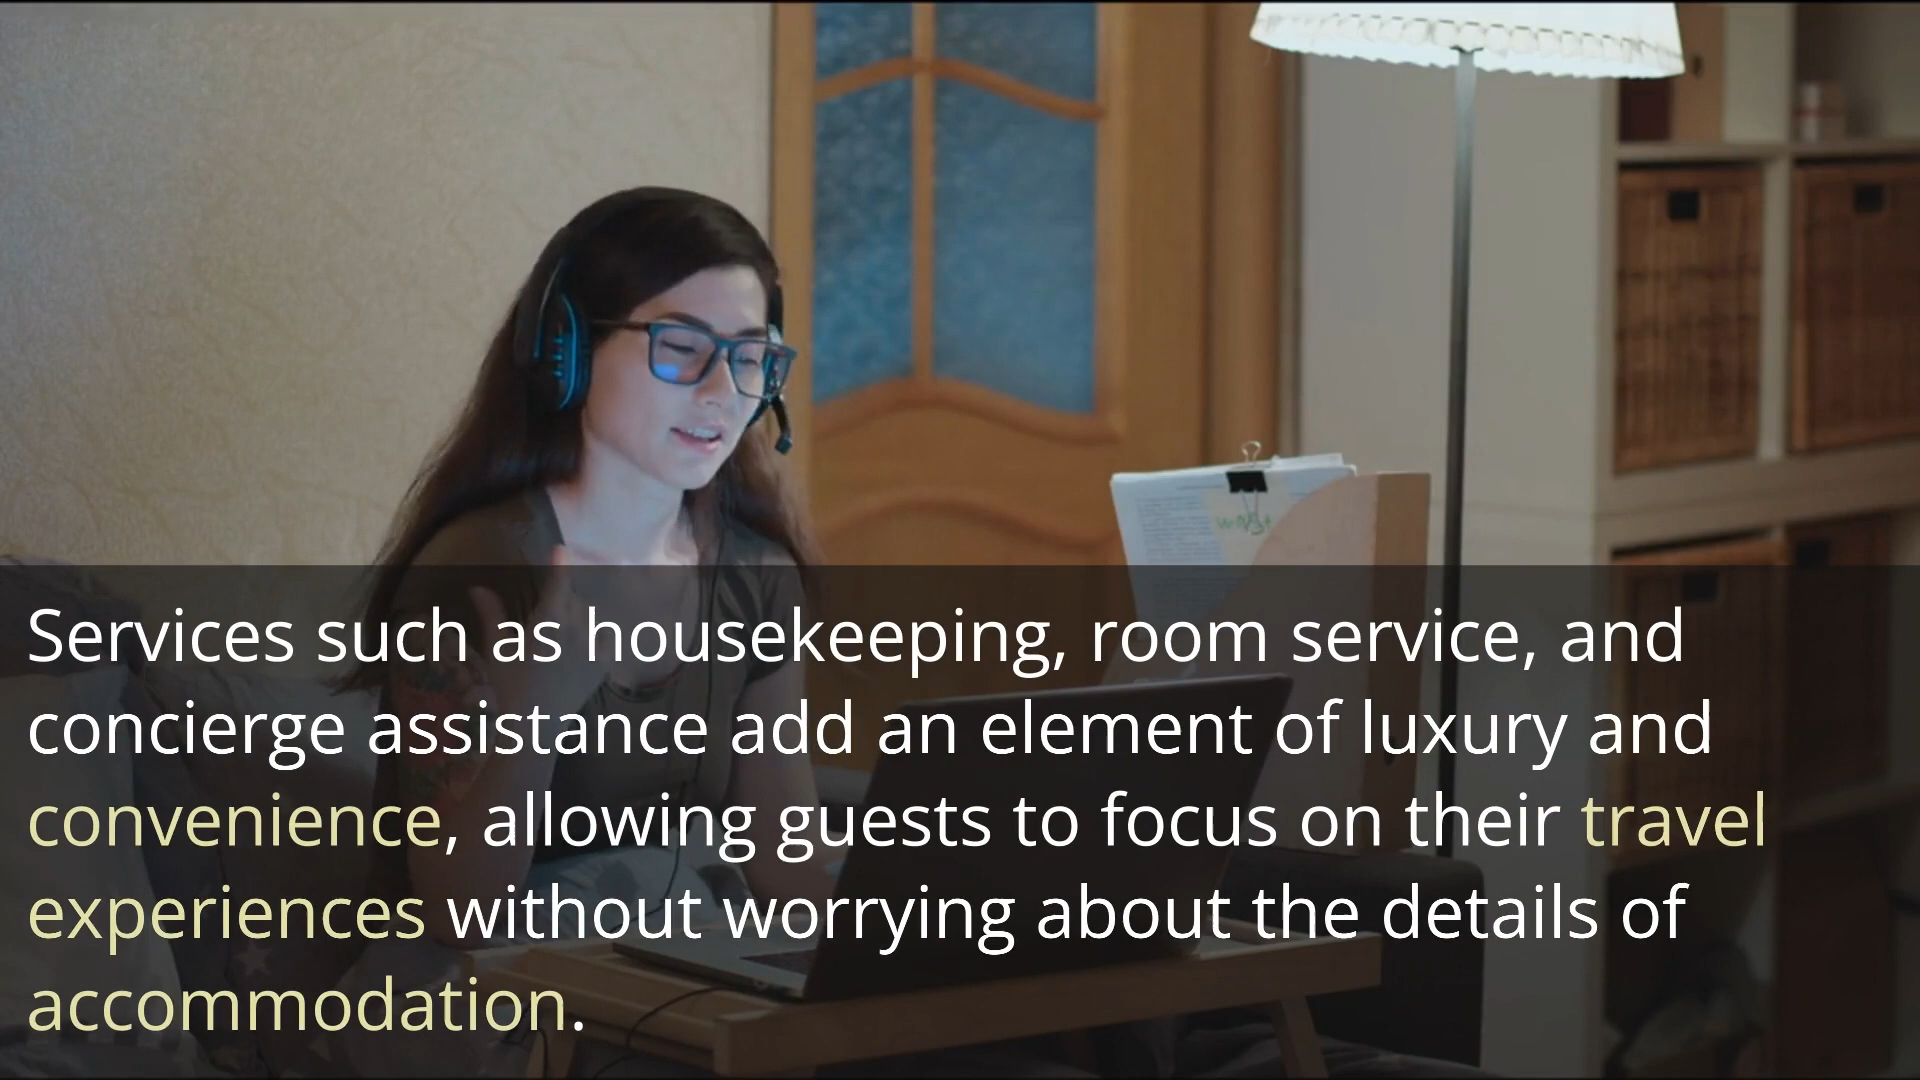 Services such as housekeeping, room service, and
concierge assistance add an element of luxury and
convenience, allowing guests to focus on their travel
experiences without worrying about the details of
accommodation.